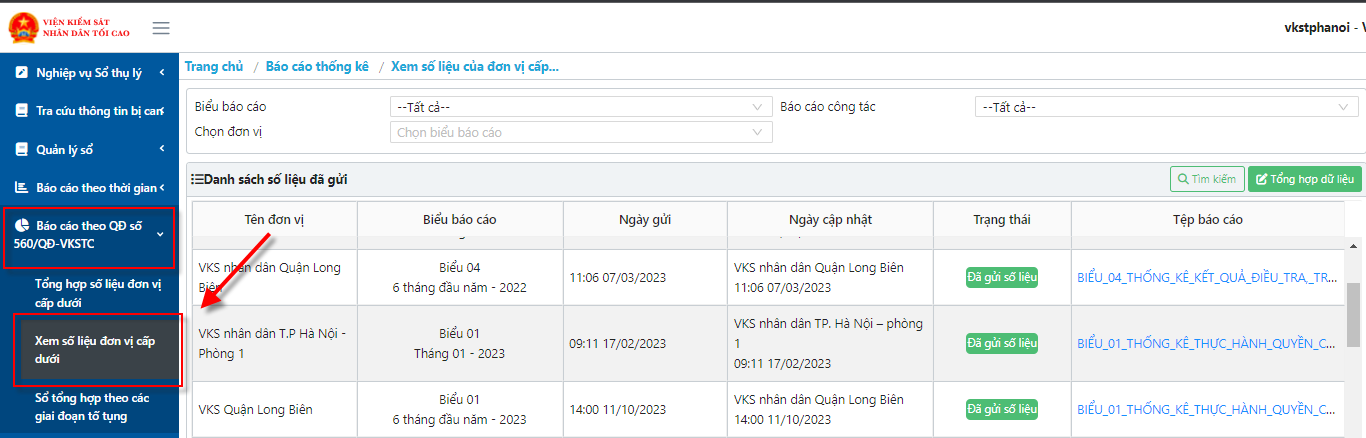 VIỆN KIỂM SÁT
NHÂN DÂN TỐI CAO
vkstphanoi - V
Nghiệp vụ Sổ thụ lý
Tra cứu thông tin bị can
Quản lý sổ
Báo cáo theo thời gian
Báo cáo theo QĐ số
560/QĐ-VKSTC
Tổng hợp số liệu đơn vị
cấp dưới
Xem số liệu đơn vị cấp
dưới
Sổ tổng hợp theo các
giai đoạn tố tụng
Trang chủ / Báo cáo thống kê / Xem số liệu của đơn vị cấp...
Biểu báo cáo --Tất cả-- Báo cáo công tác --Tất cả--
Chọn đơn vị Chọn biểu báo cáo
Danh sách số liệu đã gửi Tìm kiếm Tổng hợp dữ liệu
Tên đơn vị Biểu báo cáo Ngày gửi Ngày cập nhật Trạng thái Tệp báo cáo
VKS nhân dân Quận Long
Biên
Biểu 04
6 tháng đầu năm - 2022
11:06 07/03/2023
VKS nhân dân Quận Long Biên
11:06 07/03/2023
Đã gửi số liệu
BIỂU_04_THỐNG_KÊ_KẾT_QUẢ_ĐIỀU_TRA,_TR...
VKS nhân dân T.P Hà Nội -
Phòng 1
Biểu 01
Tháng 01 - 2023
09:11 17/02/2023
VKS nhân dân TP. Hà Nội – phòng
1
09:11 17/02/2023
Đã gửi số liệu
BIỂU_01_THỐNG_KÊ_THỰC_HÀNH_QUYỀN_C...
VKS Quận Long Biên
Biểu 01
6 tháng đầu năm - 2023
14:00 11/10/2023
VKS nhân dân Quận Long Biên
14:00 11/10/2023
Đã gửi số liệu
BIỂU_01_THỐNG_KÊ_THỰC_HÀNH_QUYỀN_C...